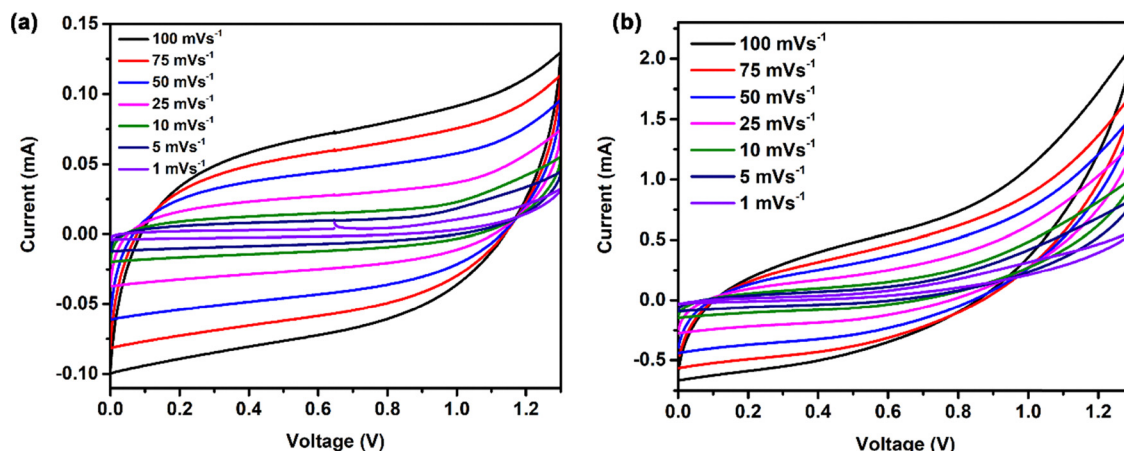 (a)
0.15
0.10
0.05
0.00
-0.05
-0.10
Current (mA)
100 mVs⁻¹
75 mVs⁻¹
50 mVs⁻¹
25 mVs⁻¹
10 mVs⁻¹
5 mVs⁻¹
1 mVs⁻¹
0.0 0.2 0.4 0.6 0.8 1.0 1.2
Voltage (V)
(b)
2.0
1.5
1.0
0.5
0.0
-0.5
Current (mA)
100 mVs⁻¹
75 mVs⁻¹
50 mVs⁻¹
25 mVs⁻¹
10 mVs⁻¹
5 mVs⁻¹
1 mVs⁻¹
0.0 0.2 0.4 0.6 0.8 1.0 1.2
Voltage (V)